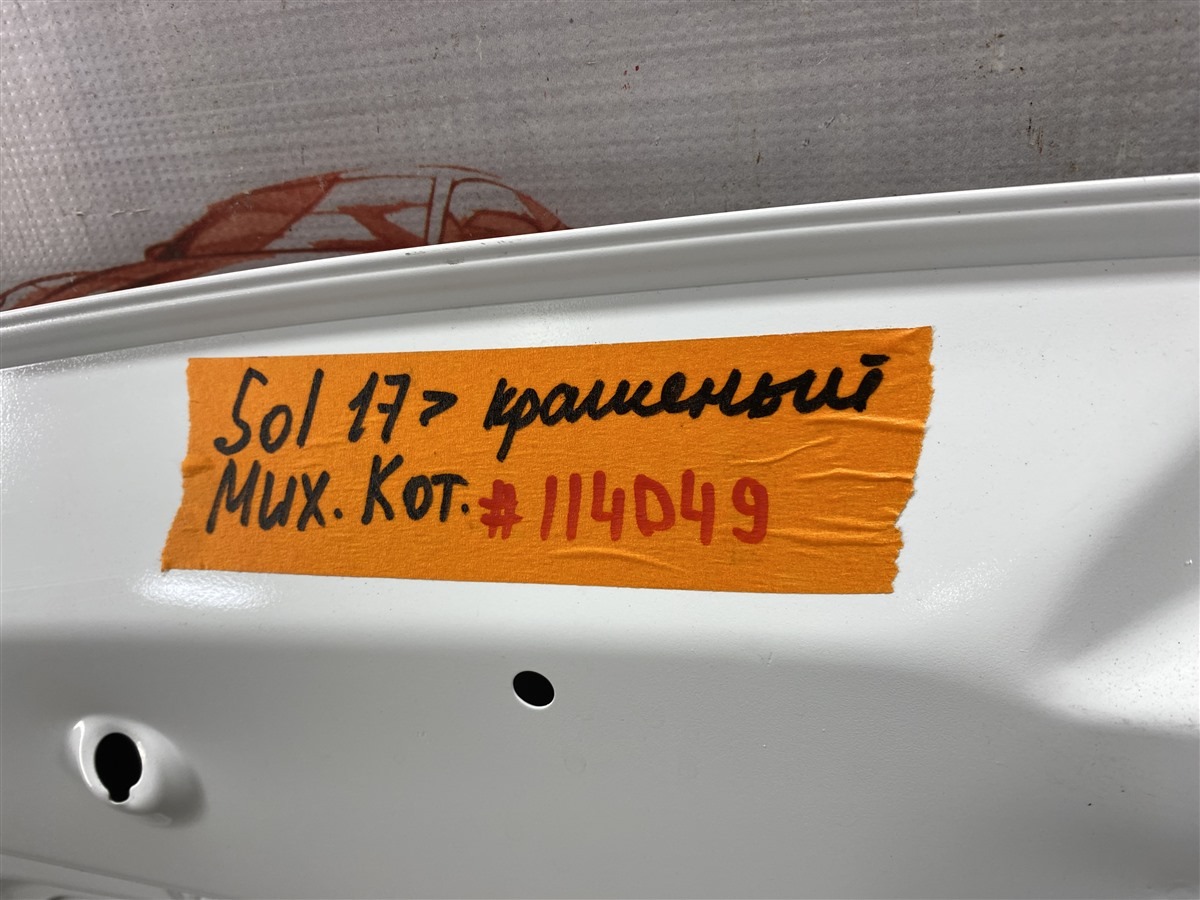 Sol 17> крашеный
Мих. Кот. #114049